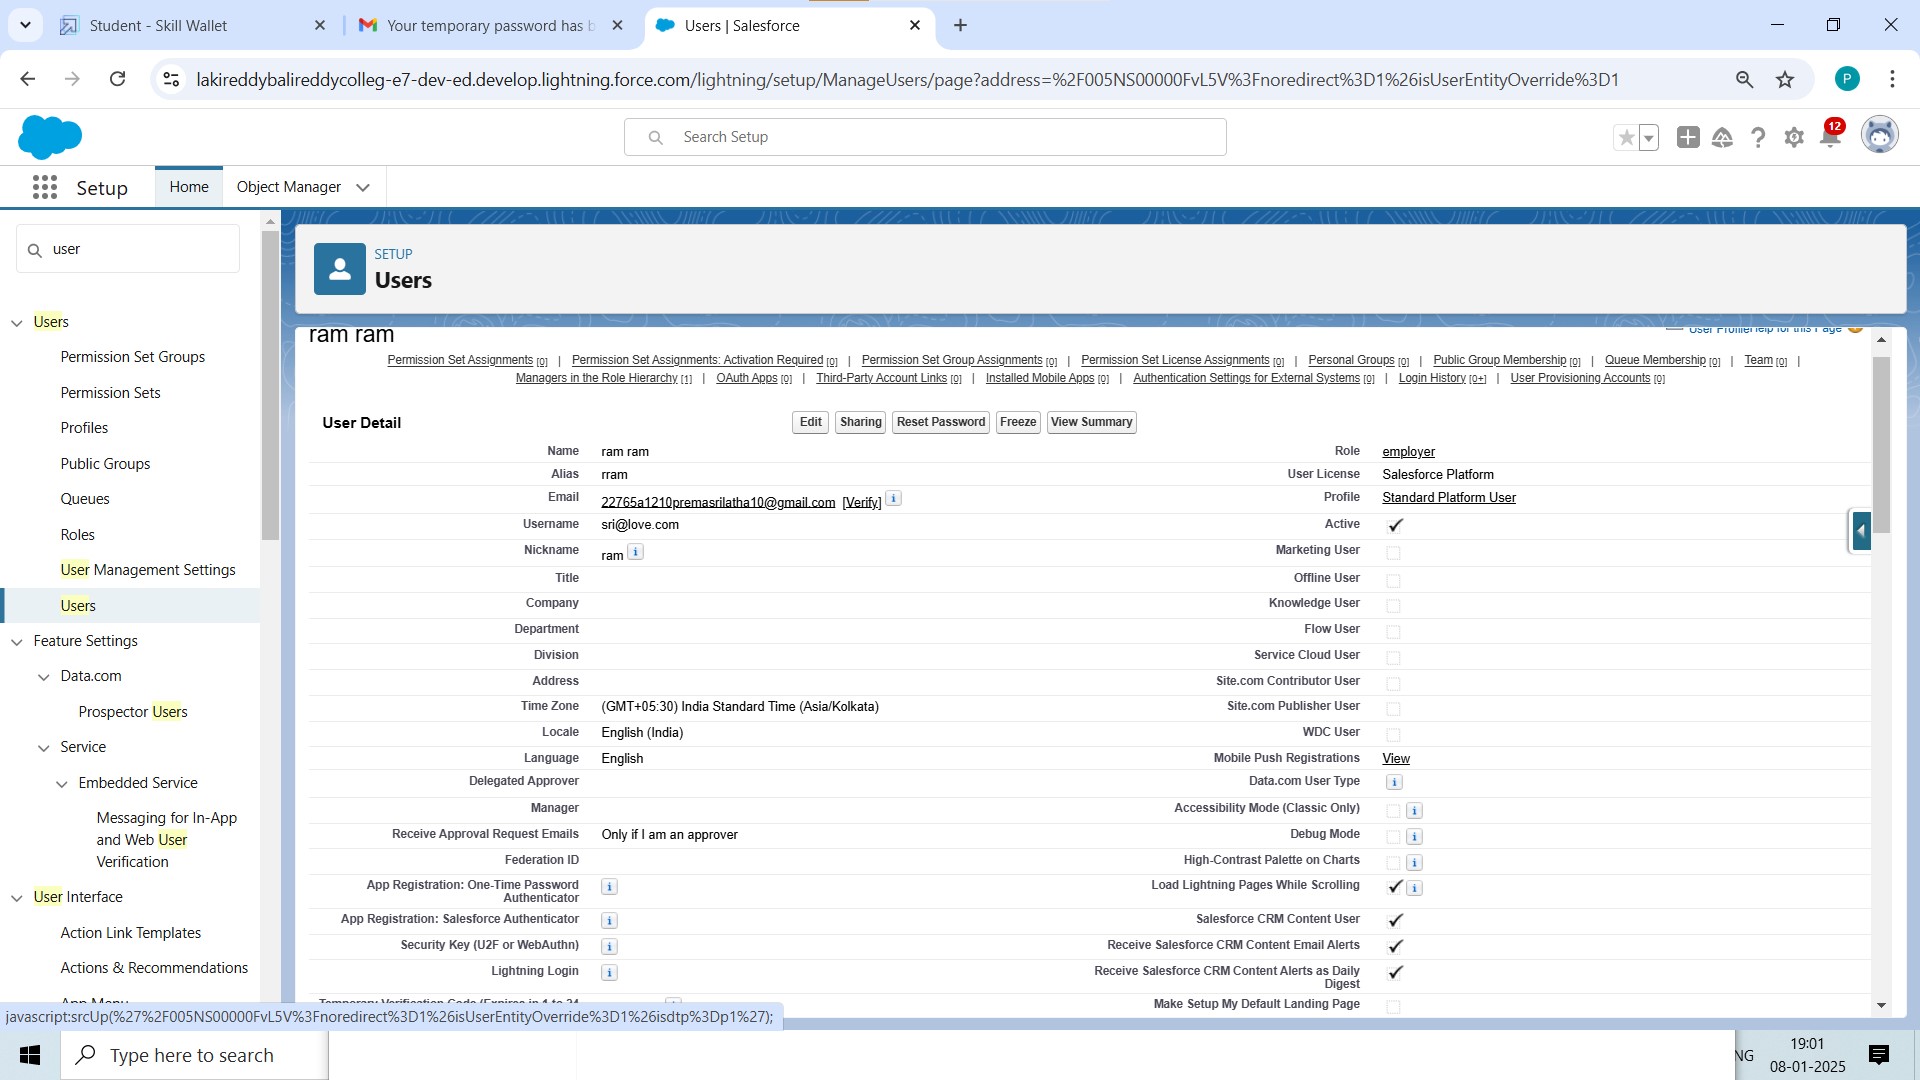 Student - Skill Wallet
Your temporary password has b
Users | Salesforce
lakireddybalireddycolleg-e7-dev-ed.develop.lightning.force.com/lightning/setup/ManageUsers/page?address=%2F005NS00000FvL5V%3Fnoredirect%3D1%26isUserEntityOverride%3D1
P
Search Setup
12
Setup
Home
Object Manager
user
Users
Permission Set Groups
Permission Sets
Profiles
Public Groups
Queues
Roles
User Management Settings
Users
Feature Settings
Data.com
Prospector Users
Service
Embedded Service
Messaging for In-App
and Web User
Verification
User Interface
Action Link Templates
Actions & Recommendations
App Menu
SETUP
Users
ram ram
Permission Set Assignments [0] | Permission Set Assignments: Activation Required [0] | Permission Set Group Assignments [0] | Permission Set License Assignments [0] | Personal Groups [0] | Public Group Membership [0] | Queue Membership [0] | Team [0] |
Managers in the Role Hierarchy [1] | OAuth Apps [0] | Third-Party Account Links [0] | Installed Mobile Apps [0] | Authentication Settings for External Systems [0] | Login History [0+] | User Provisioning Accounts [0]
User Detail
Edit Sharing Reset Password Freeze View Summary
Name ram ram Role employer
Alias rram User License Salesforce Platform
Email 22765a1210premasrilatha10@gmail.com [Verify] i Profile Standard Platform User
Username sri@love.com Active
Nickname ram i Marketing User
Title Offline User
Company Knowledge User
Department Flow User
Division Service Cloud User
Address Site.com Contributor User
Time Zone (GMT+05:30) India Standard Time (Asia/Kolkata) Site.com Publisher User
Locale English (India) WDC User
Language English Mobile Push Registrations View
Delegated Approver Data.com User Type i
Manager Accessibility Mode (Classic Only) i
Receive Approval Request Emails Only if I am an approver Debug Mode i
Federation ID High-Contrast Palette on Charts i
App Registration: One-Time Password Authenticator i Load Lightning Pages While Scrolling i
App Registration: Salesforce Authenticator i Salesforce CRM Content User
Security Key (U2F or WebAuthn) i Receive Salesforce CRM Content Email Alerts
Lightning Login i Receive Salesforce CRM Content Alerts as Daily Digest
Make Setup My Default Landing Page
javascript:srcUp(%27%2F005NS00000FvL5V%3Fnoredirect%3D1%26isUserEntityOverride%3D1%26isdtp%3Dp1%27);
Type here to search
NG
19:01
08-01-2025